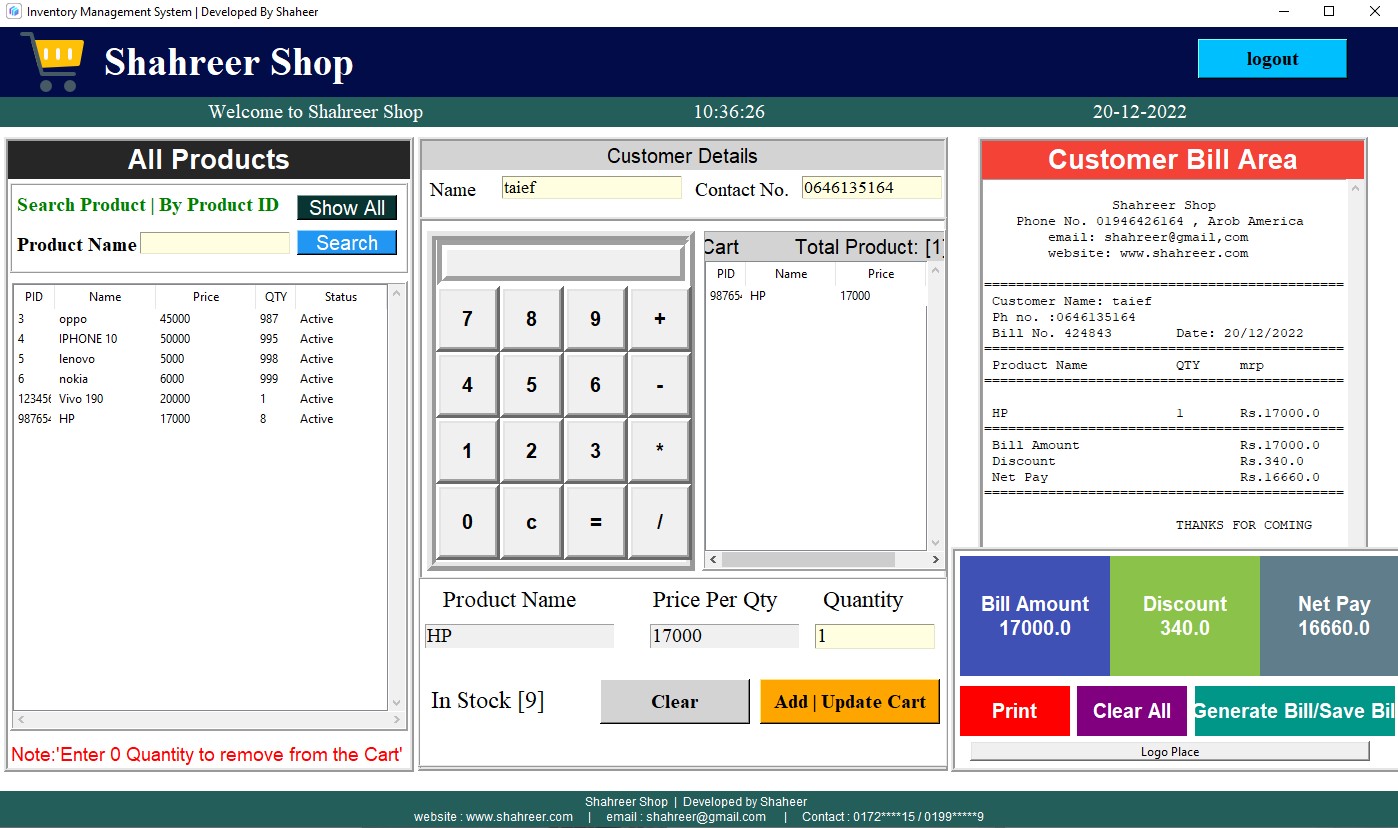 Inventory Management System | Developed By Shaheer
Shahreer Shop
logout
Welcome to Shahreer Shop
10:36:26
20-12-2022
All Products
Search Product | By Product ID
Show All
Product Name
Search
PID Name Price QTY Status
3 oppo 45000 987 Active
4 IPHONE 10 50000 995 Active
5 lenovo 5000 998 Active
6 nokia 6000 999 Active
123456 Vivo 190 20000 1 Active
98765 HP 17000 8 Active
Note:'Enter 0 Quantity to remove from the Cart'
Customer Details
Name taief Contact No. 0646135164
7 8 9 +
4 5 6 -
1 2 3 *
0 c = /
Cart Total Product: [1]
PID Name Price
98765 HP 17000
Product Name Price Per Qty Quantity
HP 17000 1
In Stock [9]
Clear
Add | Update Cart
Customer Bill Area
Shahreer Shop
Phone No. 01946426164 , Arob America
email: shahreer@gmail,com
website: www.shahreer.com
==============================================
Customer Name: taief
Ph no. :0646135164
Bill No. 424843 Date: 20/12/2022
==============================================
Product Name QTY mrp
==============================================
HP 1 Rs.17000.0
==============================================
Bill Amount Rs.17000.0
Discount Rs.340.0
Net Pay Rs.16660.0
==============================================
THANKS FOR COMING
Bill Amount
17000.0
Discount
340.0
Net Pay
16660.0
Print
Clear All
Generate Bill/Save Bil
Logo Place
Shahreer Shop | Developed by Shaheer
website : www.shahreer.com | email : shahreer@gmail.com | Contact : 0172****15 / 0199*****9